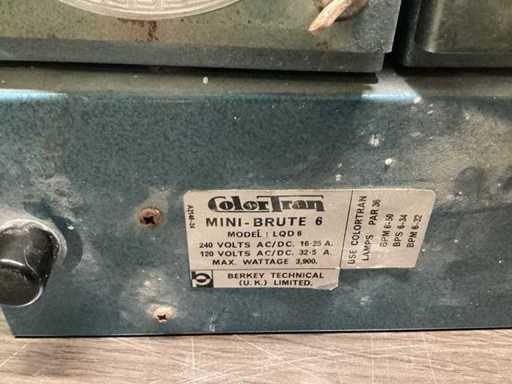 ColorTran
MINI-BRUTE 6
MODEL : LQD 6
240 VOLTS AC/DC. 16·25 A.
120 VOLTS AC/DC. 32·5 A.
MAX. WATTAGE 3,900.
BERKEY TECHNICAL
(U.K.) LIMITED.
USE COLORTRAN
LAMPS PAR 36
BPM 6-50
BPS 6-34
BPM 6-32